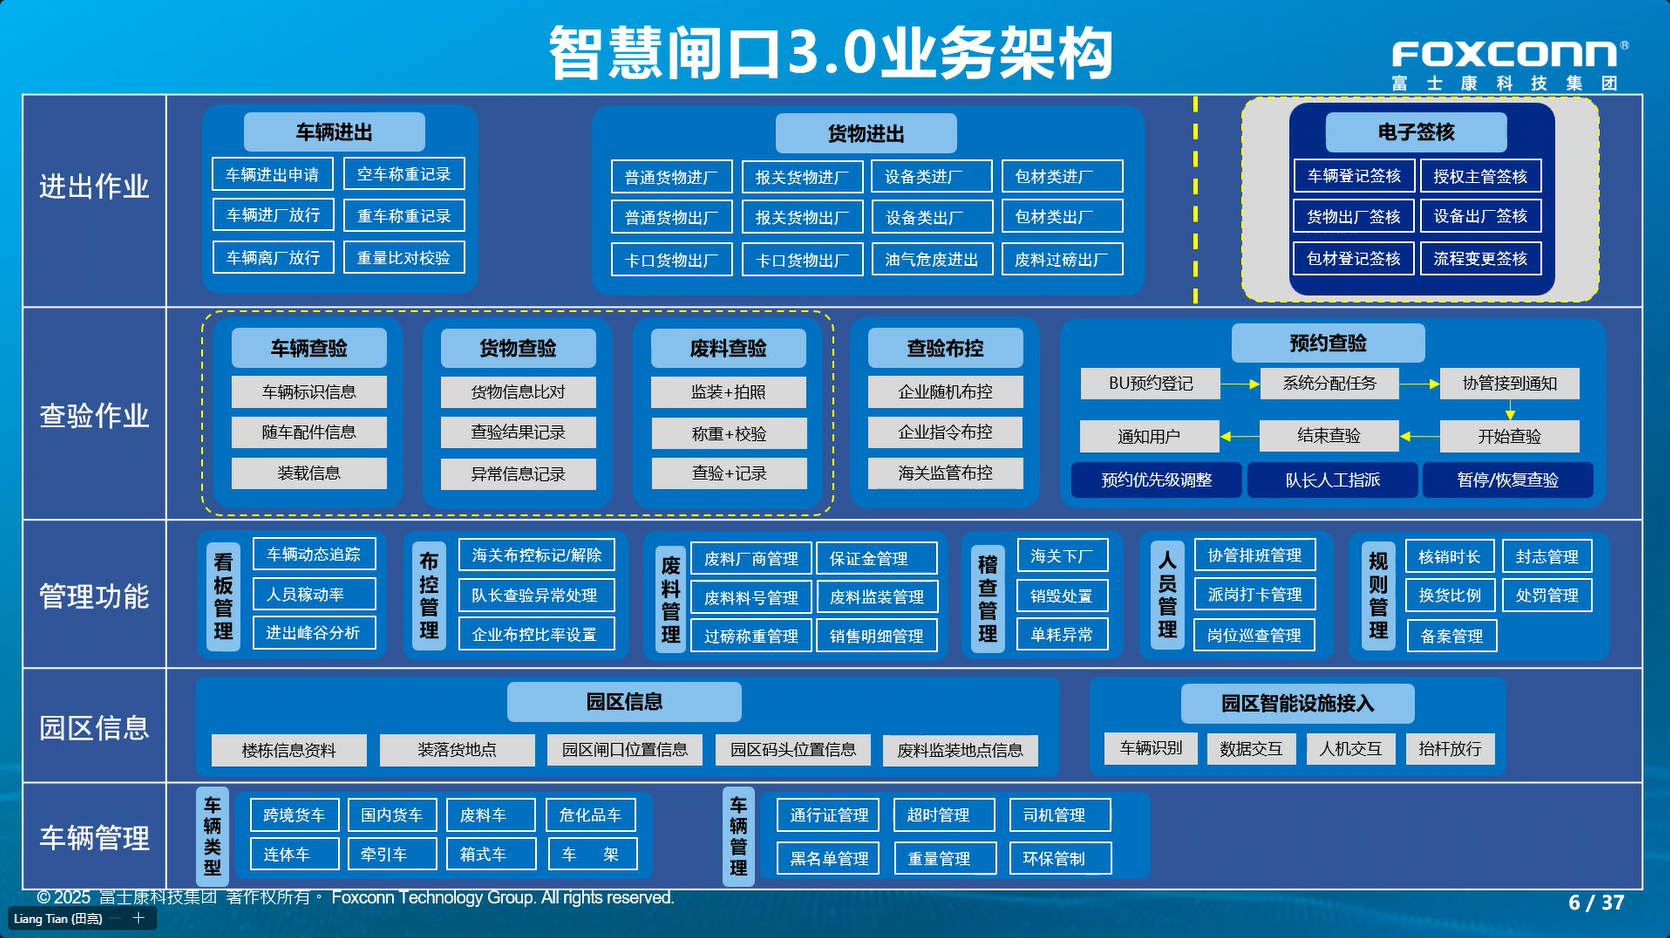 智慧闸口3.0业务架构
FOXCONN®
富士康科技集团
进出作业
车辆进出
车辆进出申请 空车称重记录
车辆进厂放行 重车称重记录
车辆离厂放行 重量比对校验
货物进出
普通货物进厂 报关货物进厂 设备类进厂 包材类进厂
普通货物出厂 报关货物出厂 设备类出厂 包材类出厂
卡口货物出厂 卡口货物出厂 油气危废进出 废料过磅出厂
电子签核
车辆登记签核 授权主管签核
货物出厂签核 设备出厂签核
包材登记签核 流程变更签核
查验作业
车辆查验
车辆标识信息
随车配件信息
装载信息
货物查验
货物信息比对
查验结果记录
异常信息记录
废料查验
监装+拍照
称重+校验
查验+记录
查验布控
企业随机布控
企业指令布控
海关监管布控
预约查验
BU预约登记 系统分配任务 协管接到通知
通知用户 结束查验 开始查验
预约优先级调整 队长人工指派 暂停/恢复查验
管理功能
看板管理
车辆动态追踪
人员稼动率
进出峰谷分析
布控管理
海关布控标记/解除
队长查验异常处理
企业布控比率设置
废料管理
废料厂商管理 保证金管理
废料料号管理 废料监装管理
过磅称重管理 销售明细管理
稽查管理
海关下厂
销毁处置
单耗异常
人员管理
协管排班管理
派岗打卡管理
岗位巡查管理
规则管理
核销时长 封志管理
换货比例 处罚管理
备案管理
园区信息
园区信息
楼栋信息资料 装落货地点 园区闸口位置信息 园区码头位置信息 废料监装地点信息
园区智能设施接入
车辆识别 数据交互 人机交互 抬杆放行
车辆管理
车辆类型
跨境货车 国内货车 废料车 危化品车
连体车 牵引车 箱式车 车 架
车辆管理
通行证管理 超时管理 司机管理
黑名单管理 重量管理 环保管制
© 2025 富士康科技集团 著作权所有。 Foxconn Technology Group. All rights reserved.
6 / 37
Liang Tian (田亮)